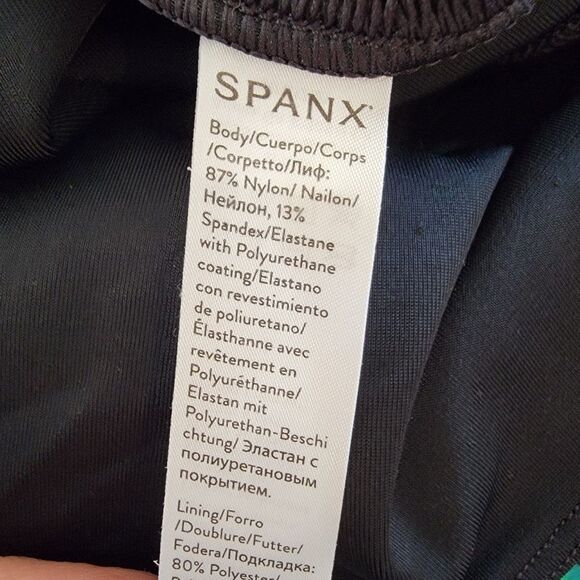 SPANX
Body/Cuerpo/Corps
/Corpetto/Лиф:
87% Nylon/ Nailon/
Нейлон, 13%
Spandex/Elastane
with Polyurethane
coating/Elastano
con revestimiento
de poliuretano/
Élasthanne avec
revêtement en
Polyuréthanne/
Elastan mit
Polyurethan-Beschi
chtung/ Эластан с
полиуретановым
покрытием.
Lining/Forro
/Doublure/Futter/
Fodera/Подкладка:
80% Polyester/